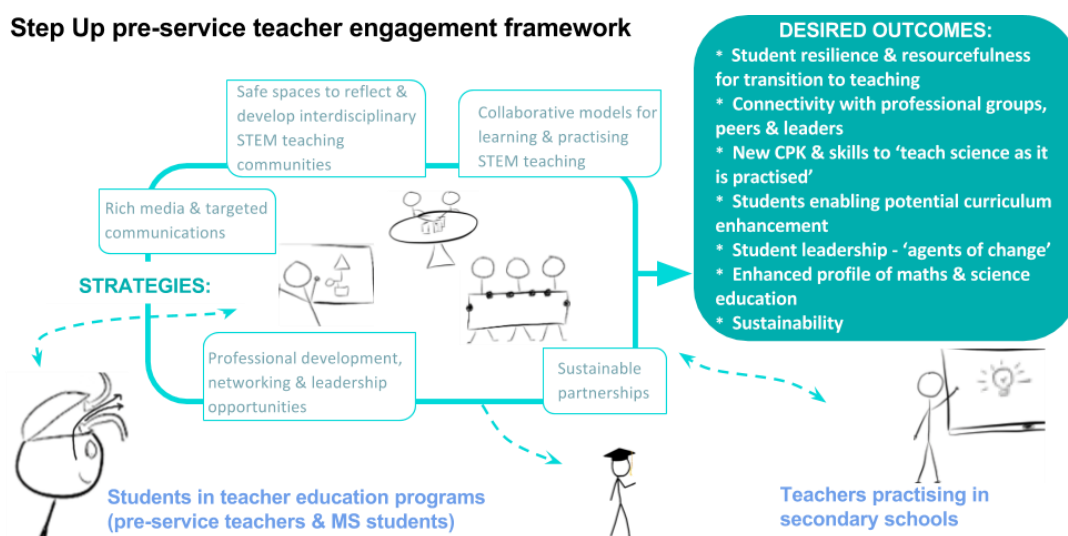 Step Up pre-service teacher engagement framework
DESIRED OUTCOMES:
* Student resilience & resourcefulness
for transition to teaching
* Connectivity with professional groups,
peers & leaders
* New CPK & skills to ‘teach science as it
is practised’
* Students enabling potential curriculum
enhancement
* Student leadership - ‘agents of change’
* Enhanced profile of maths & science
education
* Sustainability
Safe spaces to reflect &
develop interdisciplinary
STEM teaching
communities
Collaborative models for
learning & practising
STEM teaching
Rich media & targeted
communications
STRATEGIES:
Professional development,
networking & leadership
opportunities
Sustainable
partnerships
Students in teacher education programs
(pre-service teachers & MS students)
Teachers practising in
secondary schools